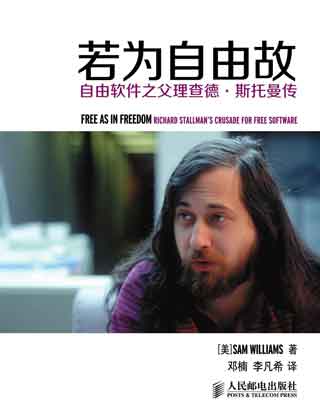 若为自由故
自由软件之父理查德·斯托曼传
FREE AS IN FREEDOM RICHARD STALLMAN'S CRUSADE FOR FREE SOFTWARE
[美]SAM WILLIAMS 著
邓楠 李凡希 译
人民邮电出版社
POSTS & TELECOM PRESS